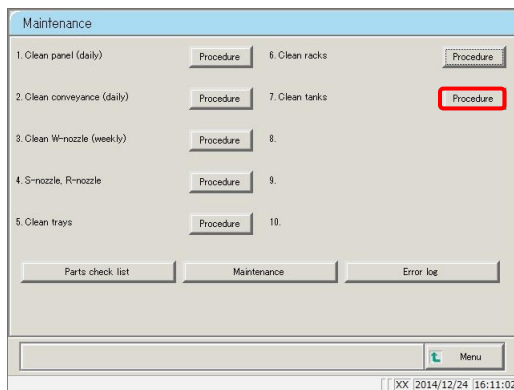 Maintenance
1. Clean panel (daily) Procedure 6. Clean racks Procedure
2. Clean conveyance (daily) Procedure 7. Clean tanks Procedure
3. Clean W-nozzle (weekly) Procedure 8.
4. S-nozzle, R-nozzle Procedure 9.
5. Clean trays Procedure 10.
Parts check list Maintenance Error log
Menu
XX 2014/12/24 16:11:02